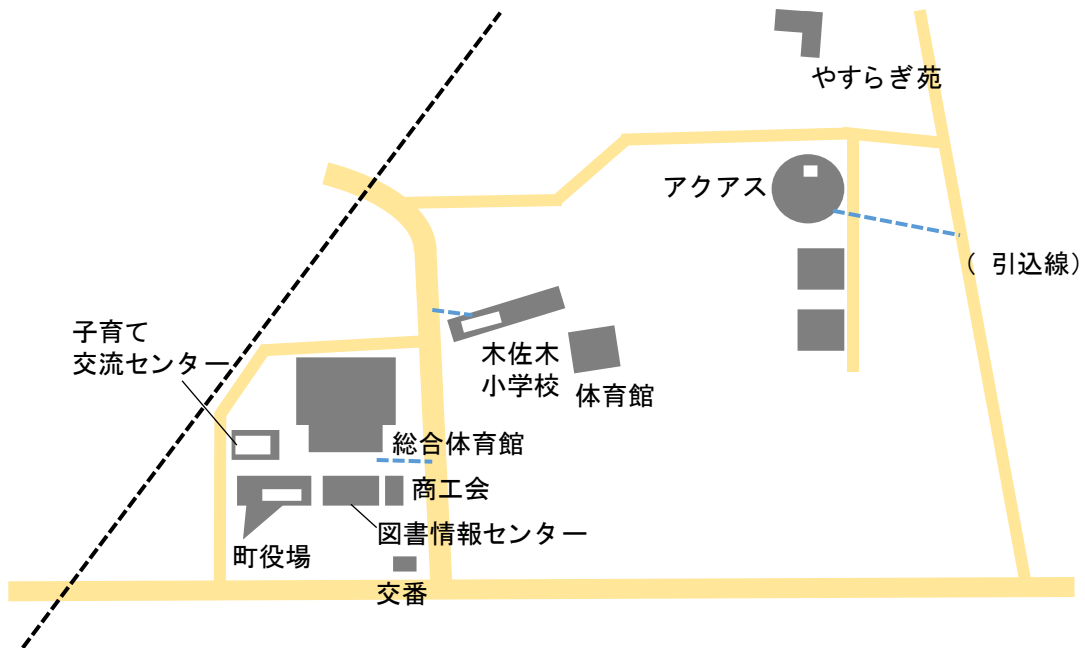 やすらぎ苑
アクアス
( 引込線)
子育て
交流センター
木佐木
小学校
体育館
総合体育館
商工会
図書情報センター
町役場
交番